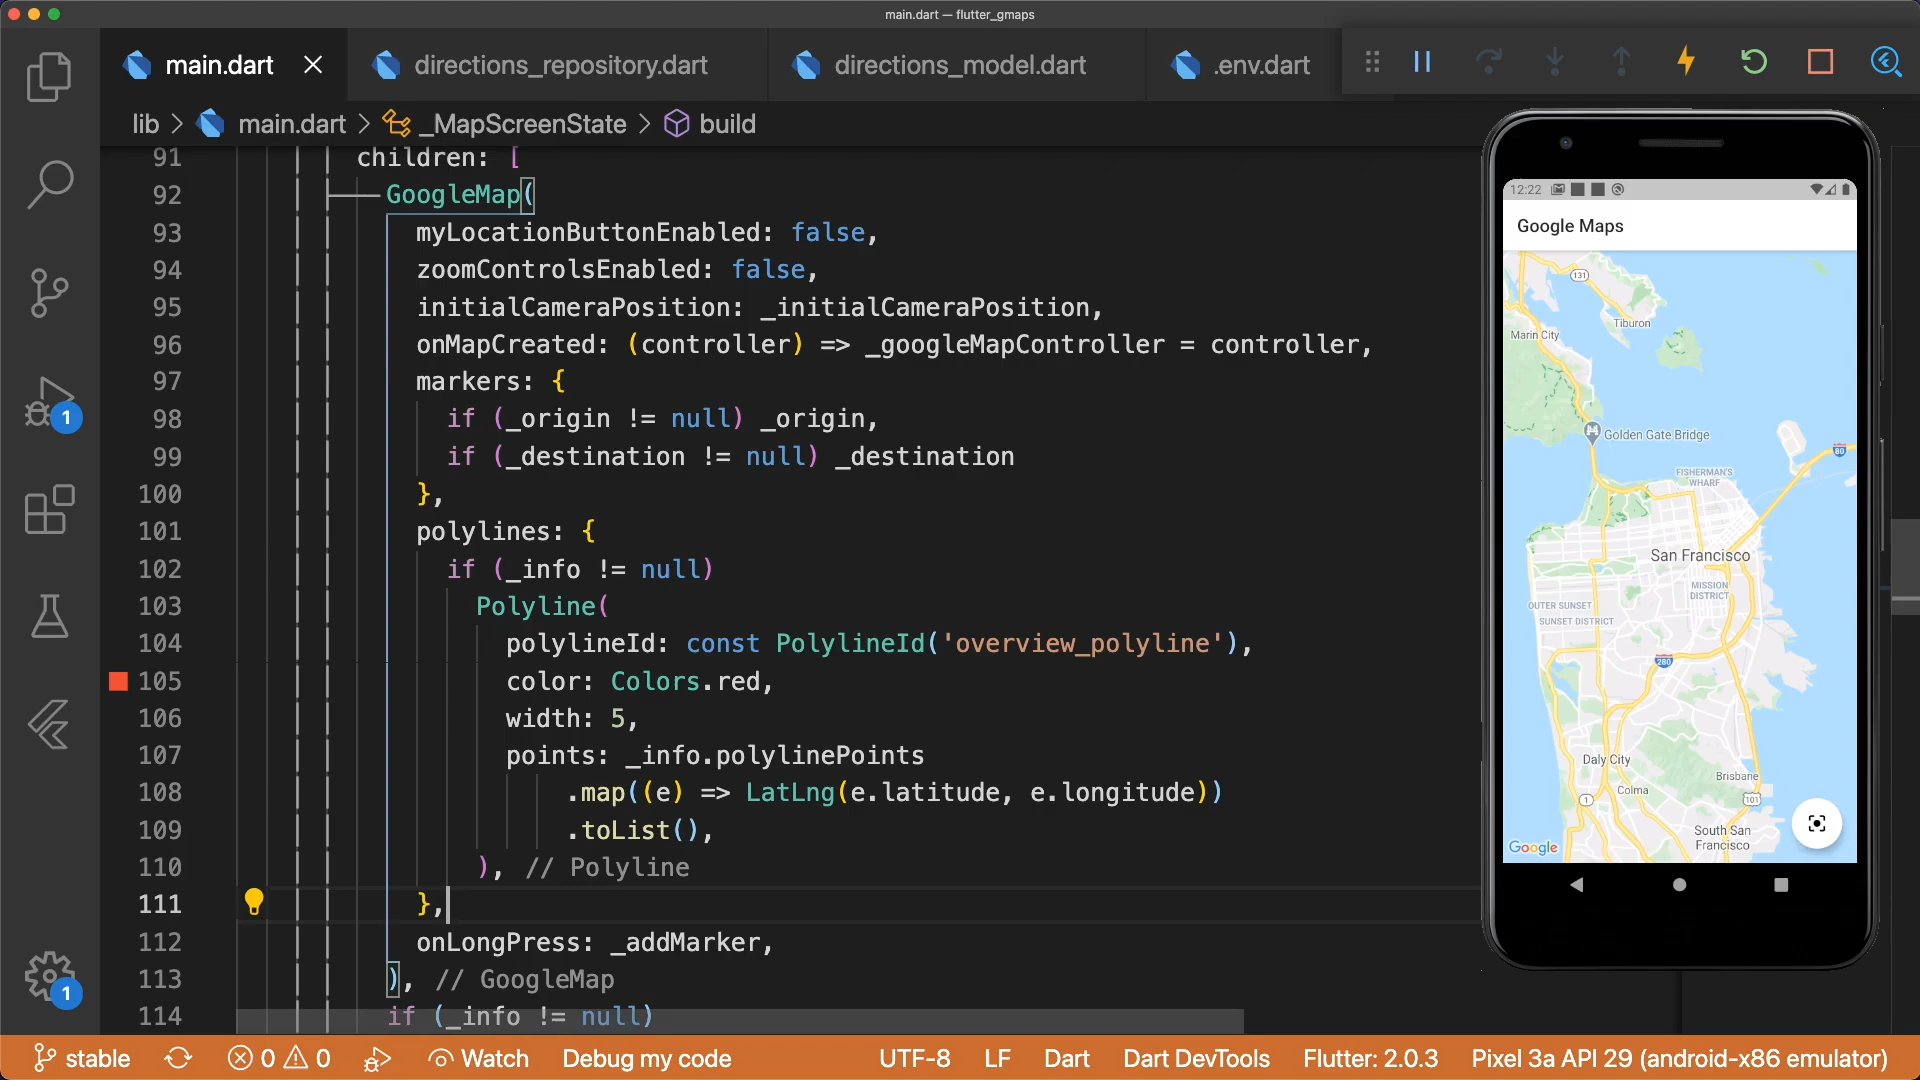 main.dart — flutter_gmaps
main.dart
directions_repository.dart
directions_model.dart
.env.dart
lib > main.dart > _MapScreenState > build
91 children: [
92 GoogleMap(
93 myLocationButtonEnabled: false,
94 zoomControlsEnabled: false,
95 initialCameraPosition: _initialCameraPosition,
96 onMapCreated: (controller) => _googleMapController = controller,
97 markers: {
98 if (_origin != null) _origin,
99 if (_destination != null) _destination
100 },
101 polylines: {
102 if (_info != null)
103 Polyline(
104 polylineId: const PolylineId('overview_polyline'),
105 color: Colors.red,
106 width: 5,
107 points: _info.polylinePoints
108 .map((e) => LatLng(e.latitude, e.longitude))
109 .toList(),
110 ), // Polyline
111 },
112 onLongPress: _addMarker,
113 ), // GoogleMap
114 if (_info != null)
1
1
12:22
Google Maps
131
Tiburon
Marin City
Golden Gate Bridge
80
FISHERMAN'S
WHARF
San Francisco
MISSION
DISTRICT
OUTER SUNSET
SUNSET DISTRICT
280
Daly City
Brisbane
Colma
1
101
South San
Francisco
Google
stable 0 0 Watch Debug my code UTF-8 LF Dart Dart DevTools Flutter: 2.0.3 Pixel 3a API 29 (android-x86 emulator)